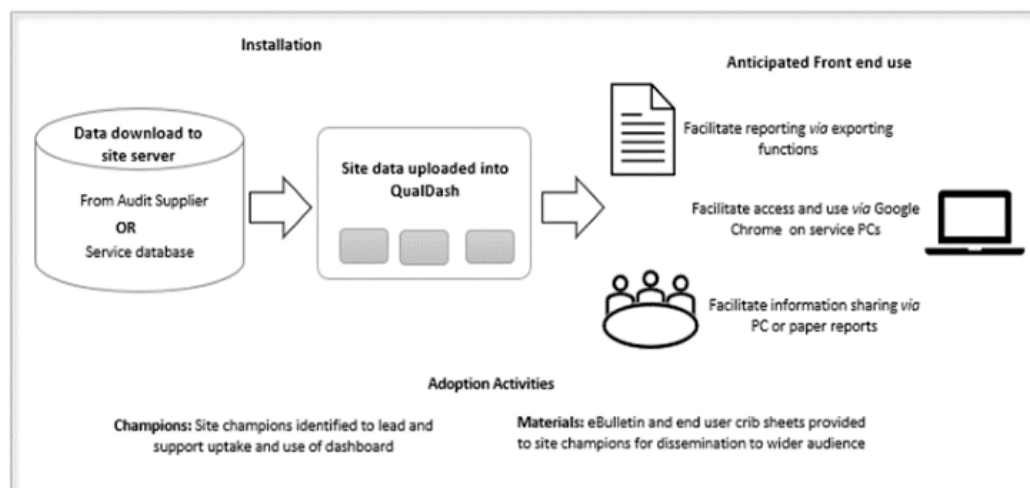 Installation
Anticipated Front end use
Data download to
site server
From Audit Supplier
OR
Service database
Site data uploaded into
QualDash
Facilitate reporting via exporting
functions
Facilitate access and use via Google
Chrome on service PCs
Facilitate information sharing via
PC or paper reports
Adoption Activities
Champions: Site champions identified to lead and
support uptake and use of dashboard
Materials: eBulletin and end user crib sheets provided
to site champions for dissemination to wider audience